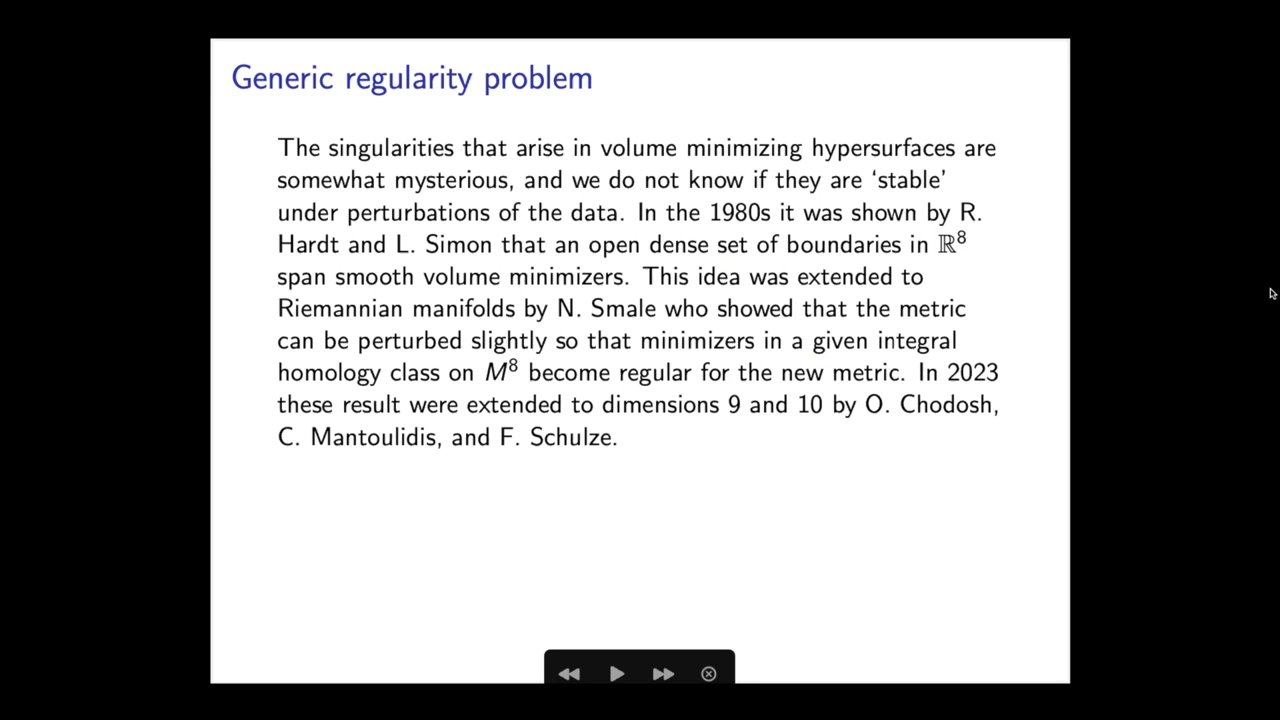 Generic regularity problem
The singularities that arise in volume minimizing hypersurfaces are
somewhat mysterious, and we do not know if they are ‘stable’
under perturbations of the data. In the 1980s it was shown by R.
Hardt and L. Simon that an open dense set of boundaries in ℝ⁸
span smooth volume minimizers. This idea was extended to
Riemannian manifolds by N. Smale who showed that the metric
can be perturbed slightly so that minimizers in a given integral
homology class on M⁸ become regular for the new metric. In 2023
these result were extended to dimensions 9 and 10 by O. Chodosh,
C. Mantoulidis, and F. Schulze.